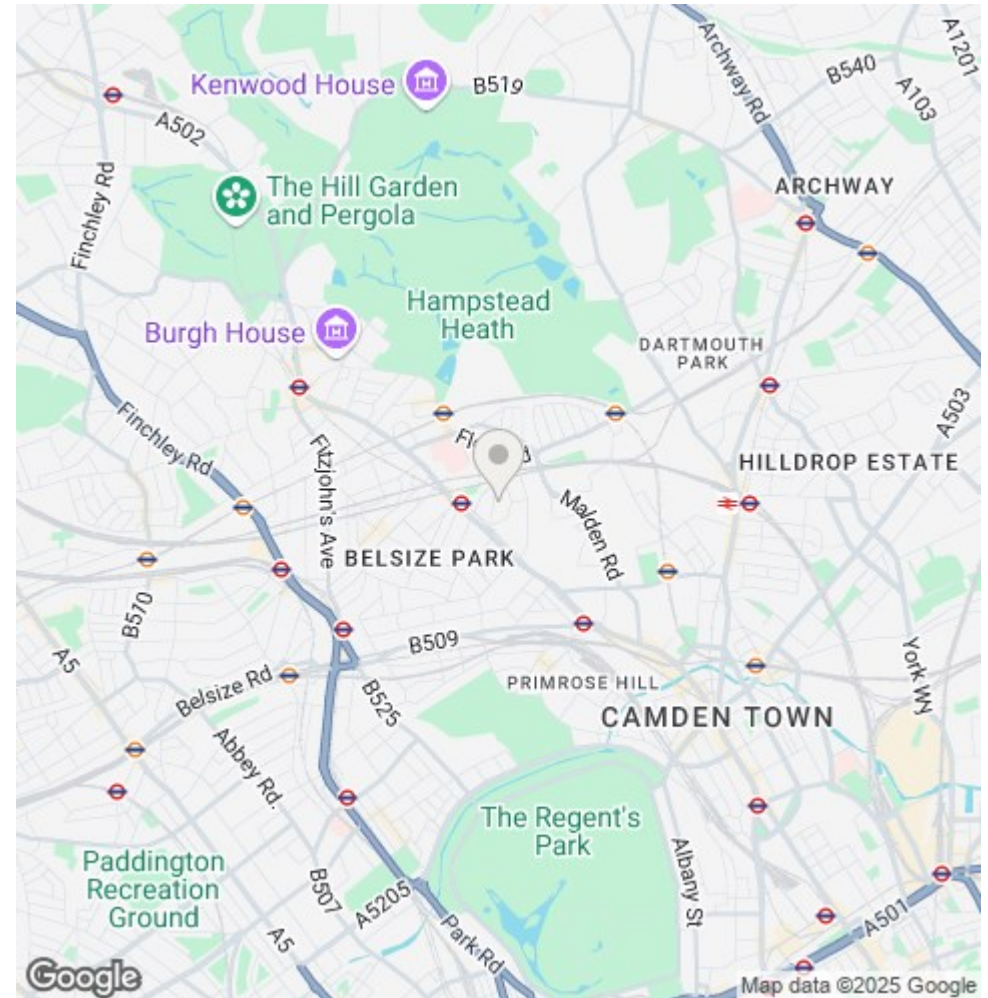 Kenwood House
B519
Archway Rd
B540
A1201
A103
A502
Finchley Rd
The Hill Garden
and Pergola
ARCHWAY
Hampstead
Heath
Burgh House
DARTMOUTH
PARK
A503
Finchley Rd
Fitzjohn's Ave
HILLDROP ESTATE
Malden Rd
BELSIZE PARK
B510
B509
A5
Belsize Rd
B525
PRIMROSE HILL
York Wy
CAMDEN TOWN
Abbey Rd.
The Regent's
Park
Albany St
Paddington
Recreation
Ground
B507
A5205
A5
Park Rd
A501
Google
Map data ©2025 Google